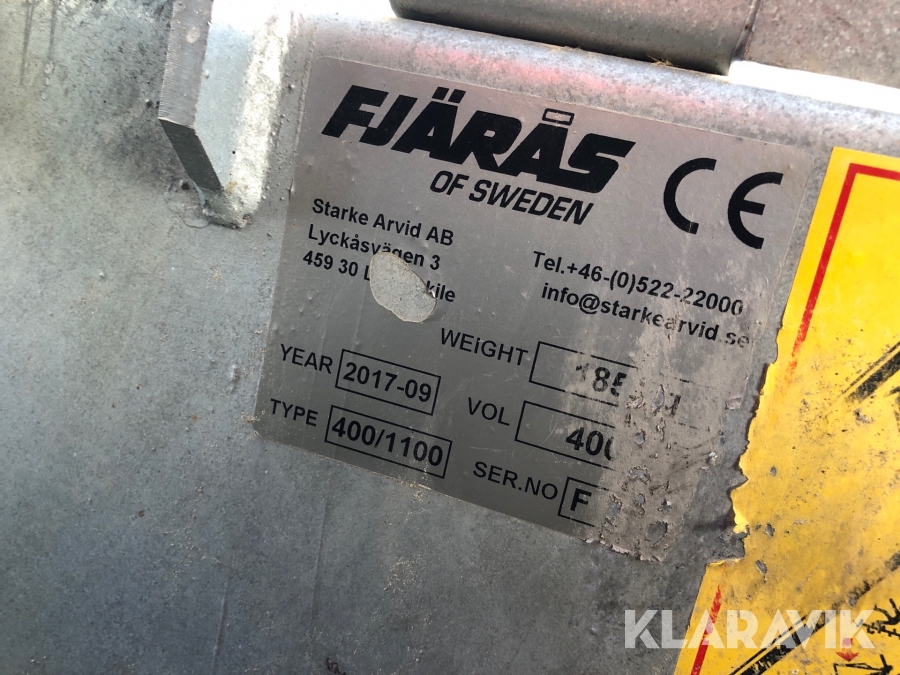 FJÄRÅS
OF SWEDEN
CE
Starke Arvid AB
Lyckåsvägen 3
459 30
Tel.+46-(0)522-22000
info@starkearvid.se
WEIGHT
YEAR 2017-09
VOL 400
TYPE 400/1100
SER.NO F
KLARAVIK